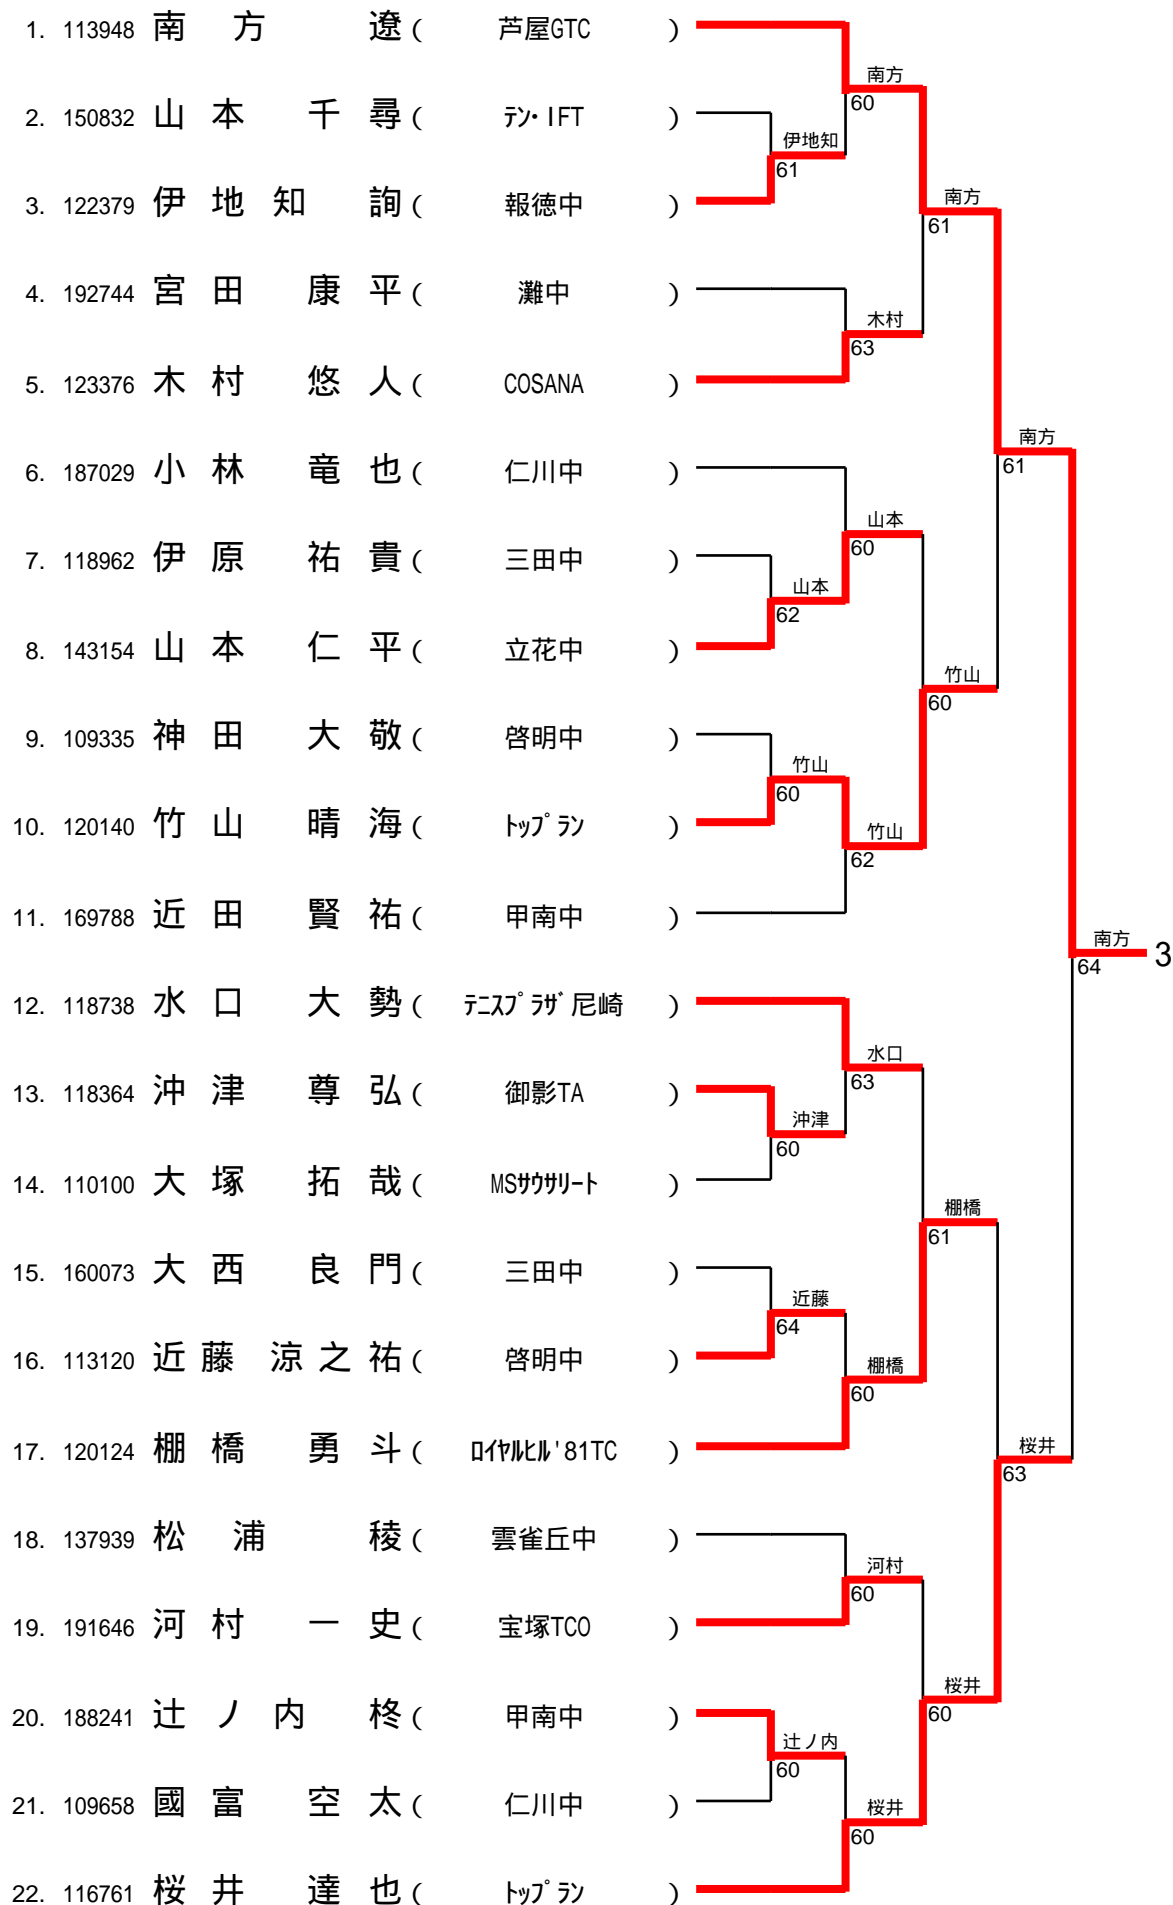 1. 113948 南 方 遼 ( 芦屋GTC )
南方
60
2. 150832 山 本 千 尋 ( テン・IFT )
伊地知
61
3. 122379 伊 地 知 詢 ( 報徳中 )
南方
61
4. 192744 宮 田 康 平 ( 灘中 )
木村
63
5. 123376 木 村 悠 人 ( COSANA )
南方
61
6. 187029 小 林 竜 也 ( 仁川中 )
山本
60
7. 118962 伊 原 祐 貴 ( 三田中 )
山本
62
8. 143154 山 本 仁 平 ( 立花中 )
竹山
60
9. 109335 神 田 大 敬 ( 啓明中 )
竹山
60
10. 120140 竹 山 晴 海 ( トップラン )
竹山
62
11. 169788 近 田 賢 祐 ( 甲南中 )
南方
64
3
12. 118738 水 口 大 勢 ( テニスプラザ尼崎 )
水口
63
13. 118364 沖 津 尊 弘 ( 御影TA )
沖津
60
14. 110100 大 塚 拓 哉 ( MSサウサリート )
棚橋
61
15. 160073 大 西 良 門 ( 三田中 )
近藤
64
16. 113120 近 藤 涼 之 祐 ( 啓明中 )
棚橋
60
17. 120124 棚 橋 勇 斗 ( ロイヤルヒル'81TC )
桜井
63
18. 137939 松 浦 稜 ( 雲雀丘中 )
河村
60
19. 191646 河 村 一 史 ( 宝塚TCO )
桜井
60
20. 188241 辻 ノ 内 柊 ( 甲南中 )
辻ノ内
60
21. 109658 國 富 空 太 ( 仁川中 )
桜井
60
22. 116761 桜 井 達 也 ( トップラン )